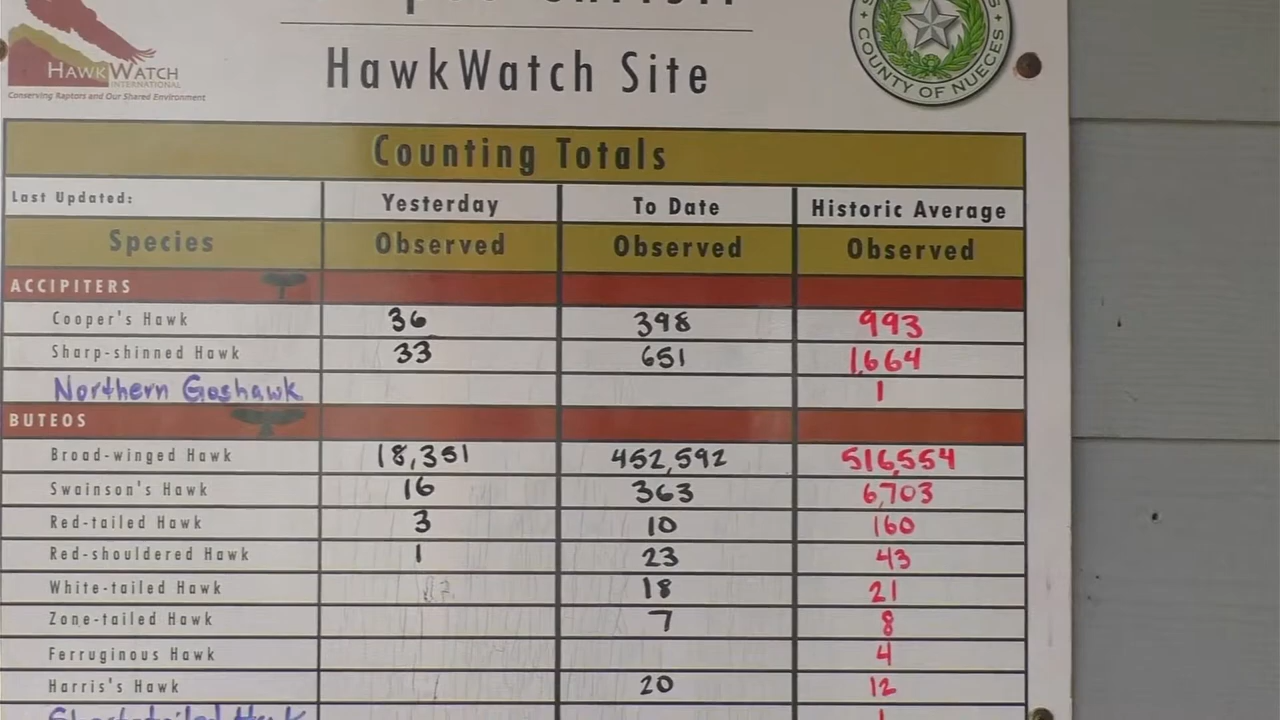 HAWKWATCH
INTERNATIONAL
Conserving Raptors and Our Shared Environment
HawkWatch Site
COUNTY OF NUECES
Counting Totals
Last Updated: Yesterday To Date Historic Average
Species Observed Observed Observed
ACCIPITERS
Cooper's Hawk 36 398 993
Sharp-shinned Hawk 33 651 1,664
Northern Goshawk 1
BUTEOS
Broad-winged Hawk 18,351 452,592 516,554
Swainson's Hawk 16 363 6,703
Red-tailed Hawk 3 10 160
Red-shouldered Hawk 1 23 43
White-tailed Hawk 18 21
Zone-tailed Hawk 7 8
Ferruginous Hawk 4
Harris's Hawk 20 12
Hawk